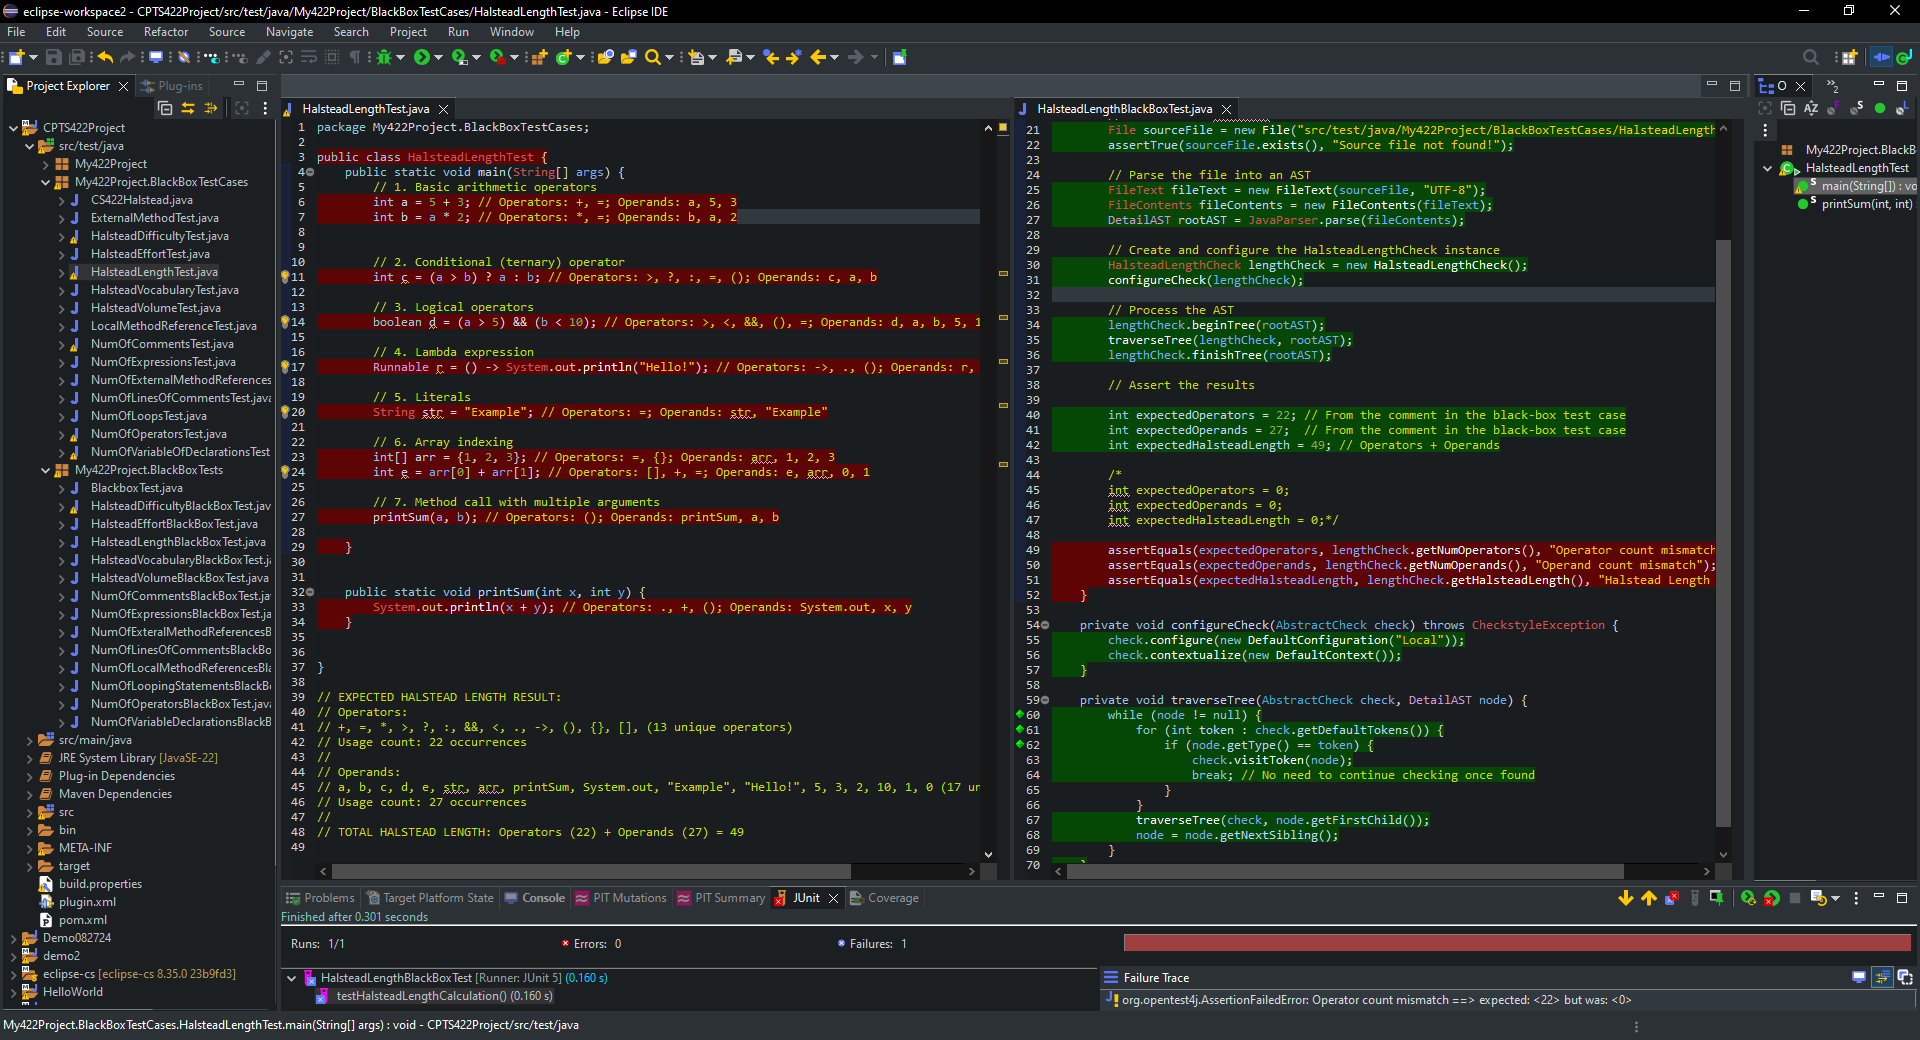 eclipse-workspace2 - CPTS422Project/src/test/java/My422Project/BlackBoxTestCases/HalsteadLengthTest.java - Eclipse IDE
File Edit Source Refactor Source Navigate Search Project Run Window Help
Project Explorer
Plug-ins
CPTS422Project
src/test/java
My422Project
My422Project.BlackBoxTestCases
CS422Halstead.java
ExternalMethodTest.java
HalsteadDifficultyTest.java
HalsteadEffortTest.java
HalsteadLengthTest.java
HalsteadVocabularyTest.java
HalsteadVolumeTest.java
LocalMethodReferenceTest.java
NumOfCommentsTest.java
NumOfExpressionsTest.java
NumOfExternalMethodReferences
NumOfLinesOfCommentsTest.java
NumOfLoopsTest.java
NumOfOperatorsTest.java
NumOfVariableOfDeclarationsTest
My422Project.BlackBoxTests
BlackboxTest.java
HalsteadDifficultyBlackBoxTest.jav
HalsteadEffortBlackBoxTest.java
HalsteadLengthBlackBoxTest.java
HalsteadVocabularyBlackBoxTest.j
HalsteadVolumeBlackBoxTest.java
NumOfCommentsBlackBoxTest.java
NumOfExpressionsBlackBoxTest.java
NumOfExteralMethodReferencesB
NumOfLinesOfCommentsBlackBo
NumOfLocalMethodReferencesBla
NumOfLoopingStatementsBlackB
NumOfOperatorsBlackBoxTest.java
NumOfVariableDeclarationsBlackB
src/main/java
JRE System Library [JavaSE-22]
Plug-in Dependencies
Maven Dependencies
src
bin
META-INF
target
build.properties
plugin.xml
pom.xml
Demo082724
demo2
eclipse-cs [eclipse-cs 8.35.0 23b9fd3]
HelloWorld
HalsteadLengthTest.java
1 package My422Project.BlackBoxTestCases;
2
3 public class HalsteadLengthTest {
4 public static void main(String[] args) {
5 // 1. Basic arithmetic operators
6 int a = 5 + 3; // Operators: +, =; Operands: a, 5, 3
7 int b = a * 2; // Operators: *, =; Operands: b, a, 2
8
9
10 // 2. Conditional (ternary) operator
11 int c = (a > b) ? a : b; // Operators: >, ?, :, =, (); Operands: c, a, b
12
13 // 3. Logical operators
14 boolean d = (a > 5) && (b < 10); // Operators: >, <, &&, (), =; Operands: d, a, b, 5, 1
15
16 // 4. Lambda expression
17 Runnable r = () -> System.out.println("Hello!"); // Operators: ->, ., (); Operands: r,
18
19 // 5. Literals
20 String str = "Example"; // Operators: =; Operands: str, "Example"
21
22 // 6. Array indexing
23 int[] arr = {1, 2, 3}; // Operators: =, {}; Operands: arr, 1, 2, 3
24 int e = arr[0] + arr[1]; // Operators: [], +, =; Operands: e, arr, 0, 1
25
26 // 7. Method call with multiple arguments
27 printSum(a, b); // Operators: (); Operands: printSum, a, b
28
29 }
30
31
32 public static void printSum(int x, int y) {
33 System.out.println(x + y); // Operators: ., +, (); Operands: System.out, x, y
34 }
35
36
37 }
38
39 // EXPECTED HALSTEAD LENGTH RESULT:
40 // Operators:
41 // +, =, *, >, ?, :, &&, <, ., ->, (), {}, [], (13 unique operators)
42 // Usage count: 22 occurrences
43 //
44 // Operands:
45 // a, b, c, d, e, str, arr, printSum, System.out, "Example", "Hello!", 5, 3, 2, 10, 1, 0 (17 un
46 // Usage count: 27 occurrences
47 //
48 // TOTAL HALSTEAD LENGTH: Operators (22) + Operands (27) = 49
49
HalsteadLengthBlackBoxTest.java
21 File sourceFile = new File("src/test/java/My422Project/BlackBoxTestCases/HalsteadLength
22 assertTrue(sourceFile.exists(), "Source file not found!");
23
24 // Parse the file into an AST
25 FileText fileText = new FileText(sourceFile, "UTF-8");
26 FileContents fileContents = new FileContents(fileText);
27 DetailAST rootAST = JavaParser.parse(fileContents);
28
29 // Create and configure the HalsteadLengthCheck instance
30 HalsteadLengthCheck lengthCheck = new HalsteadLengthCheck();
31 configureCheck(lengthCheck);
32
33 // Process the AST
34 lengthCheck.beginTree(rootAST);
35 traverseTree(lengthCheck, rootAST);
36 lengthCheck.finishTree(rootAST);
37
38 // Assert the results
39
40 int expectedOperators = 22; // From the comment in the black-box test case
41 int expectedOperands = 27; // From the comment in the black-box test case
42 int expectedHalsteadLength = 49; // Operators + Operands
43
44 /*
45 int expectedOperators = 0;
46 int expectedOperands = 0;
47 int expectedHalsteadLength = 0;*/
48
49 assertEquals(expectedOperators, lengthCheck.getNumOperators(), "Operator count mismatch
50 assertEquals(expectedOperands, lengthCheck.getNumOperands(), "Operand count mismatch");
51 assertEquals(expectedHalsteadLength, lengthCheck.getHalsteadLength(), "Halstead Length
52 }
53
54 private void configureCheck(AbstractCheck check) throws CheckstyleException {
55 check.configure(new DefaultConfiguration("Local"));
56 check.contextualize(new DefaultContext());
57 }
58
59 private void traverseTree(AbstractCheck check, DetailAST node) {
60 while (node != null) {
61 for (int token : check.getDefaultTokens()) {
62 if (node.getType() == token) {
63 check.visitToken(node);
64 break; // No need to continue checking once found
65 }
66 }
67 traverseTree(check, node.getFirstChild());
68 node = node.getNextSibling();
69 }
70 }
O
2
My422Project.BlackB
HalsteadLengthTest
main(String[]) : vo
printSum(int, int)
Problems Target Platform State Console PIT Mutations PIT Summary JUnit Coverage
Finished after 0.301 seconds
Runs: 1/1 Errors: 0 Failures: 1
HalsteadLengthBlackBoxTest [Runner: JUnit 5] (0.160 s)
testHalsteadLengthCalculation() (0.160 s)
Failure Trace
org.opentest4j.AssertionFailedError: Operator count mismatch ==> expected: <22> but was: <0>
My422Project.BlackBoxTestCases.HalsteadLengthTest.main(String[] args) : void - CPTS422Project/src/test/java